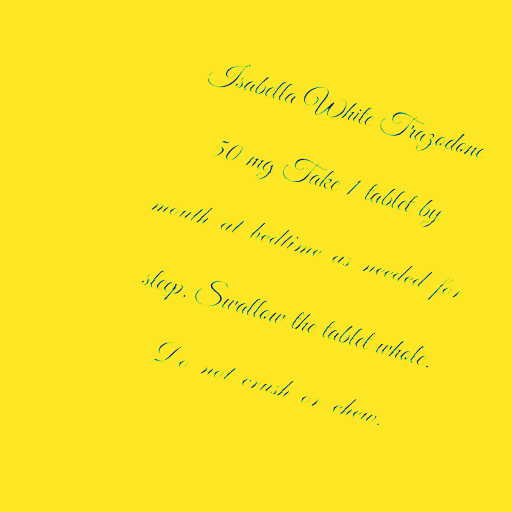 Isabella White Trazodone
50 mg Take 1 tablet by
mouth at bedtime as needed for
sleep. Swallow the tablet whole.
Do not crush or chew.